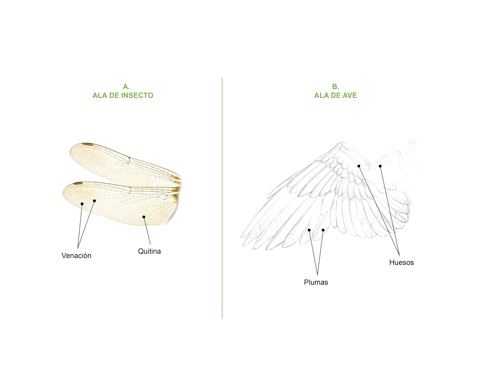 A.
ALA DE INSECTO
B.
ALA DE AVE
Venación
Quitina
Plumas
Huesos